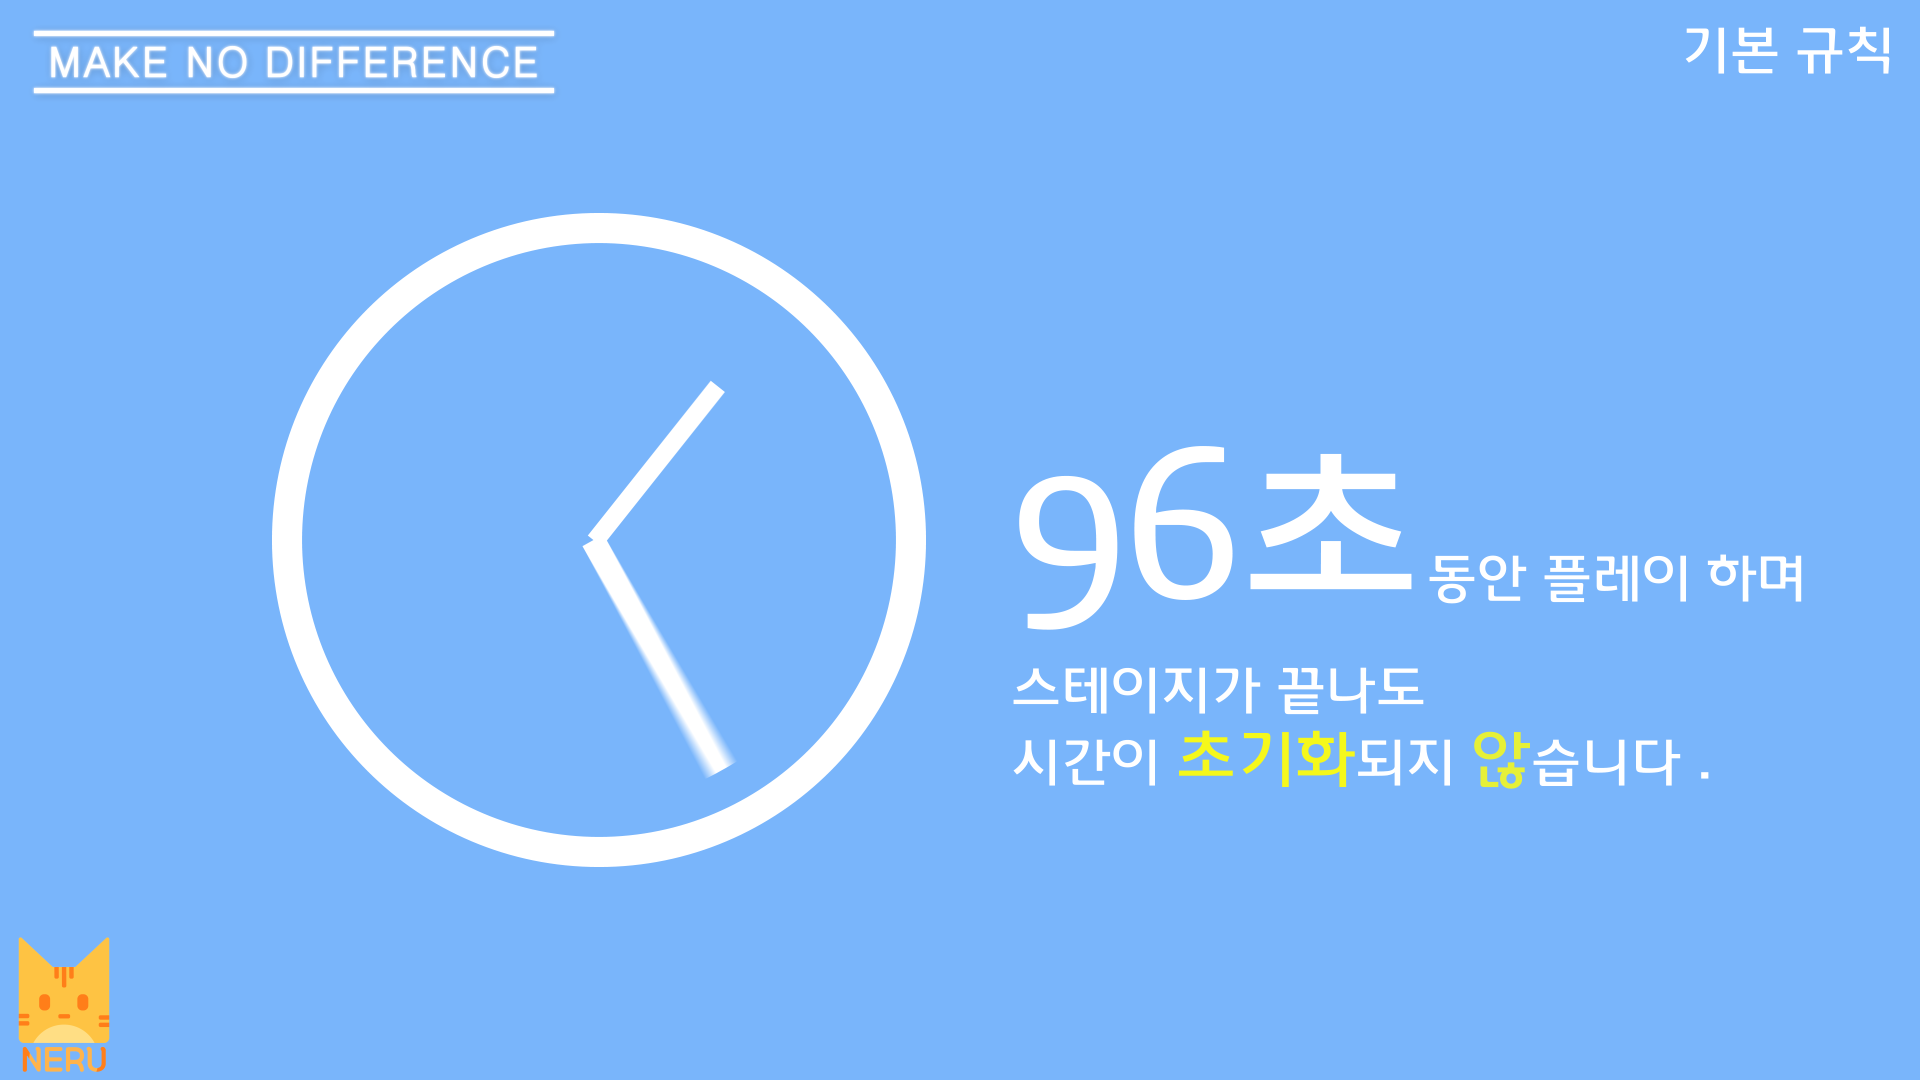 MAKE NO DIFFERENCE
기본 규칙
96초 동안 플레이 하며
스테이지가 끝나도
시간이 초기화되지 않습니다 .
NERU